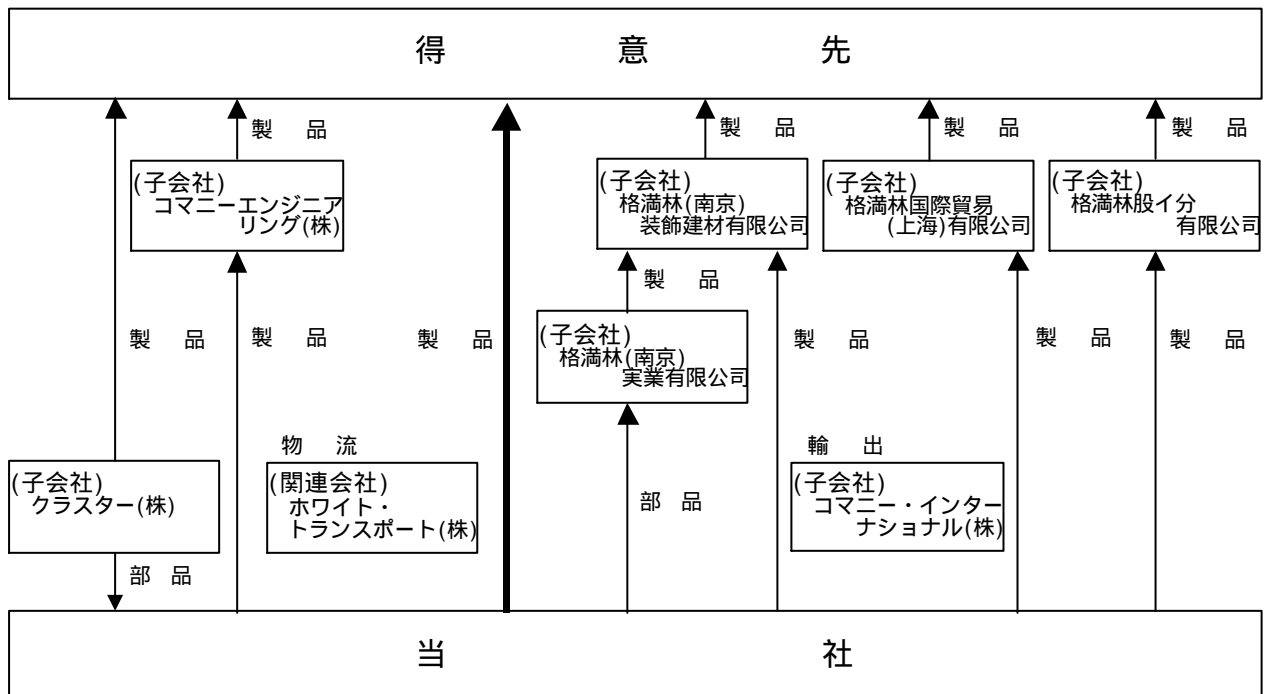 得 意 先
製 品
製 品
製 品
製 品
(子会社)
コマニーエンジニア
リング(株)
(子会社)
格満林(南京)
装飾建材有限公司
(子会社)
格満林国際貿易
(上海)有限公司
(子会社)
格満林股イ分
有限公司
製 品
(子会社)
格満林(南京)
実業有限公司
製 品
製 品
製 品
製 品
製 品
製 品
物 流
輸 出
(子会社)
クラスター(株)
(関連会社)
ホワイト・
トランスポート(株)
部 品
(子会社)
コマニー・インター
ナショナル(株)
部 品
当 社